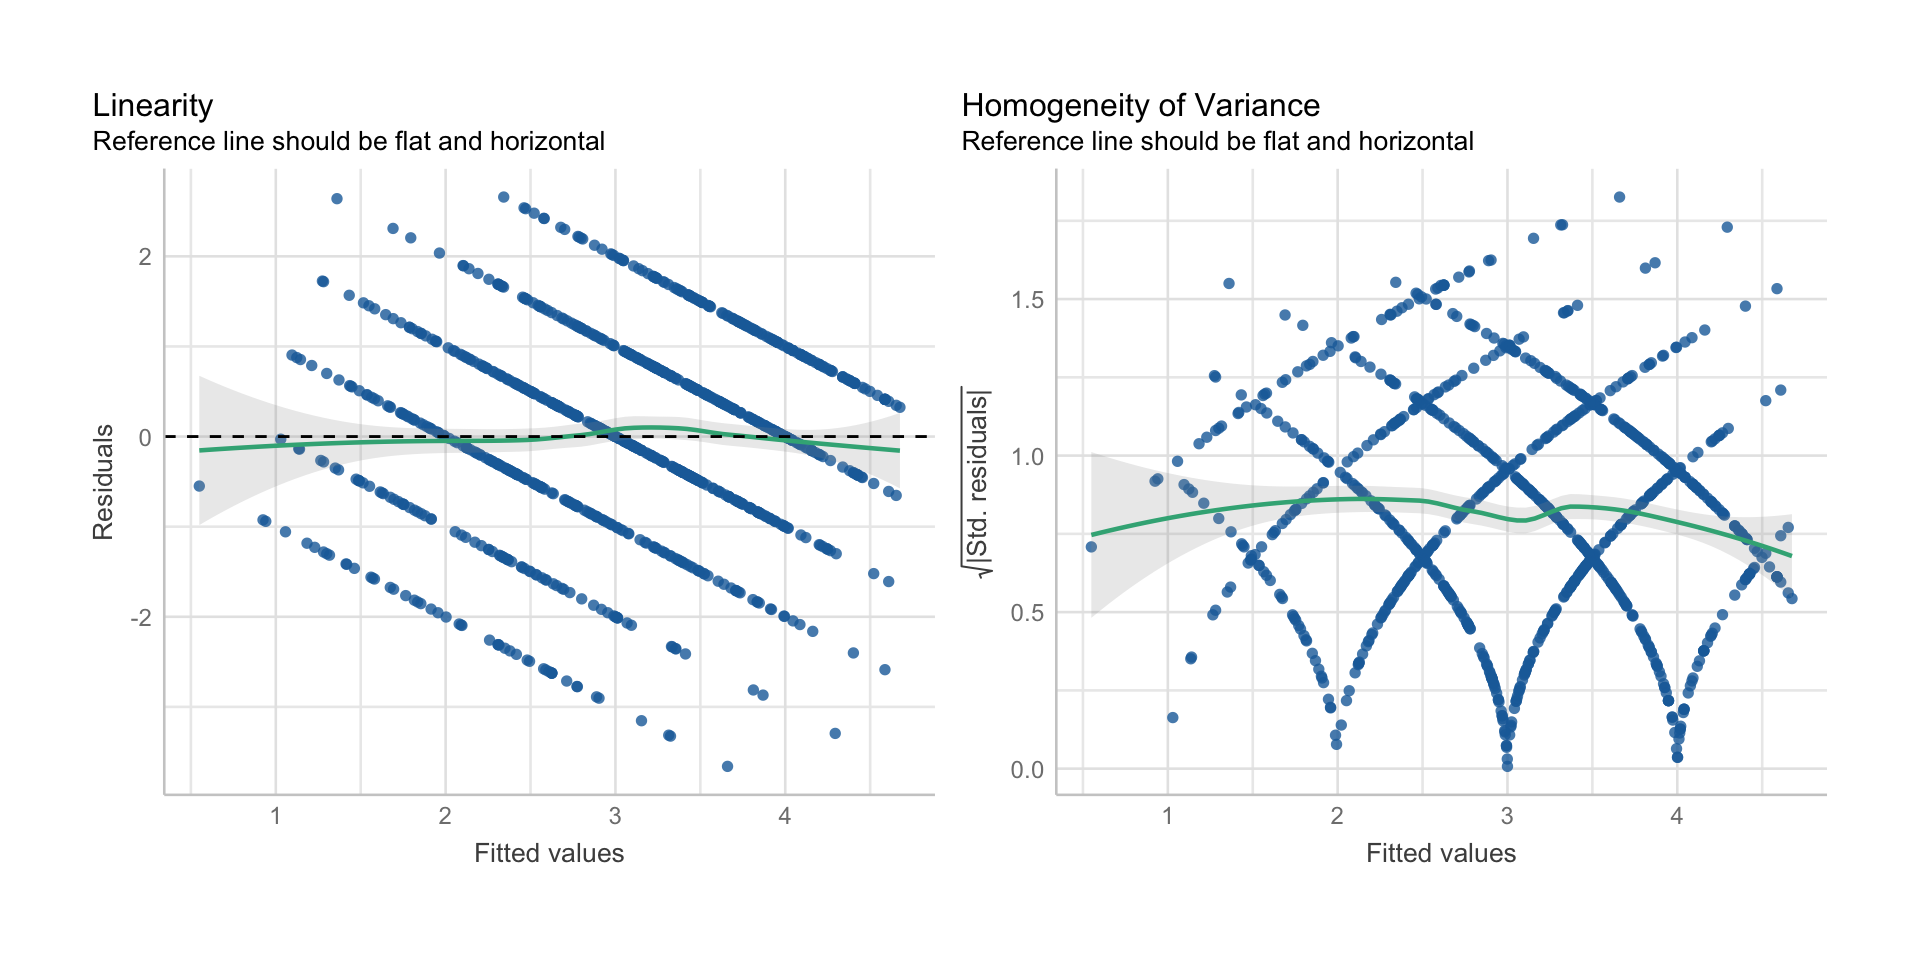 Linearity
Reference line should be flat and horizontal
Residuals
2
0
-2
1
2
3
4
Fitted values
Homogeneity of Variance
Reference line should be flat and horizontal
√|Std. residuals|
1.5
1.0
0.5
0.0
1
2
3
4
Fitted values